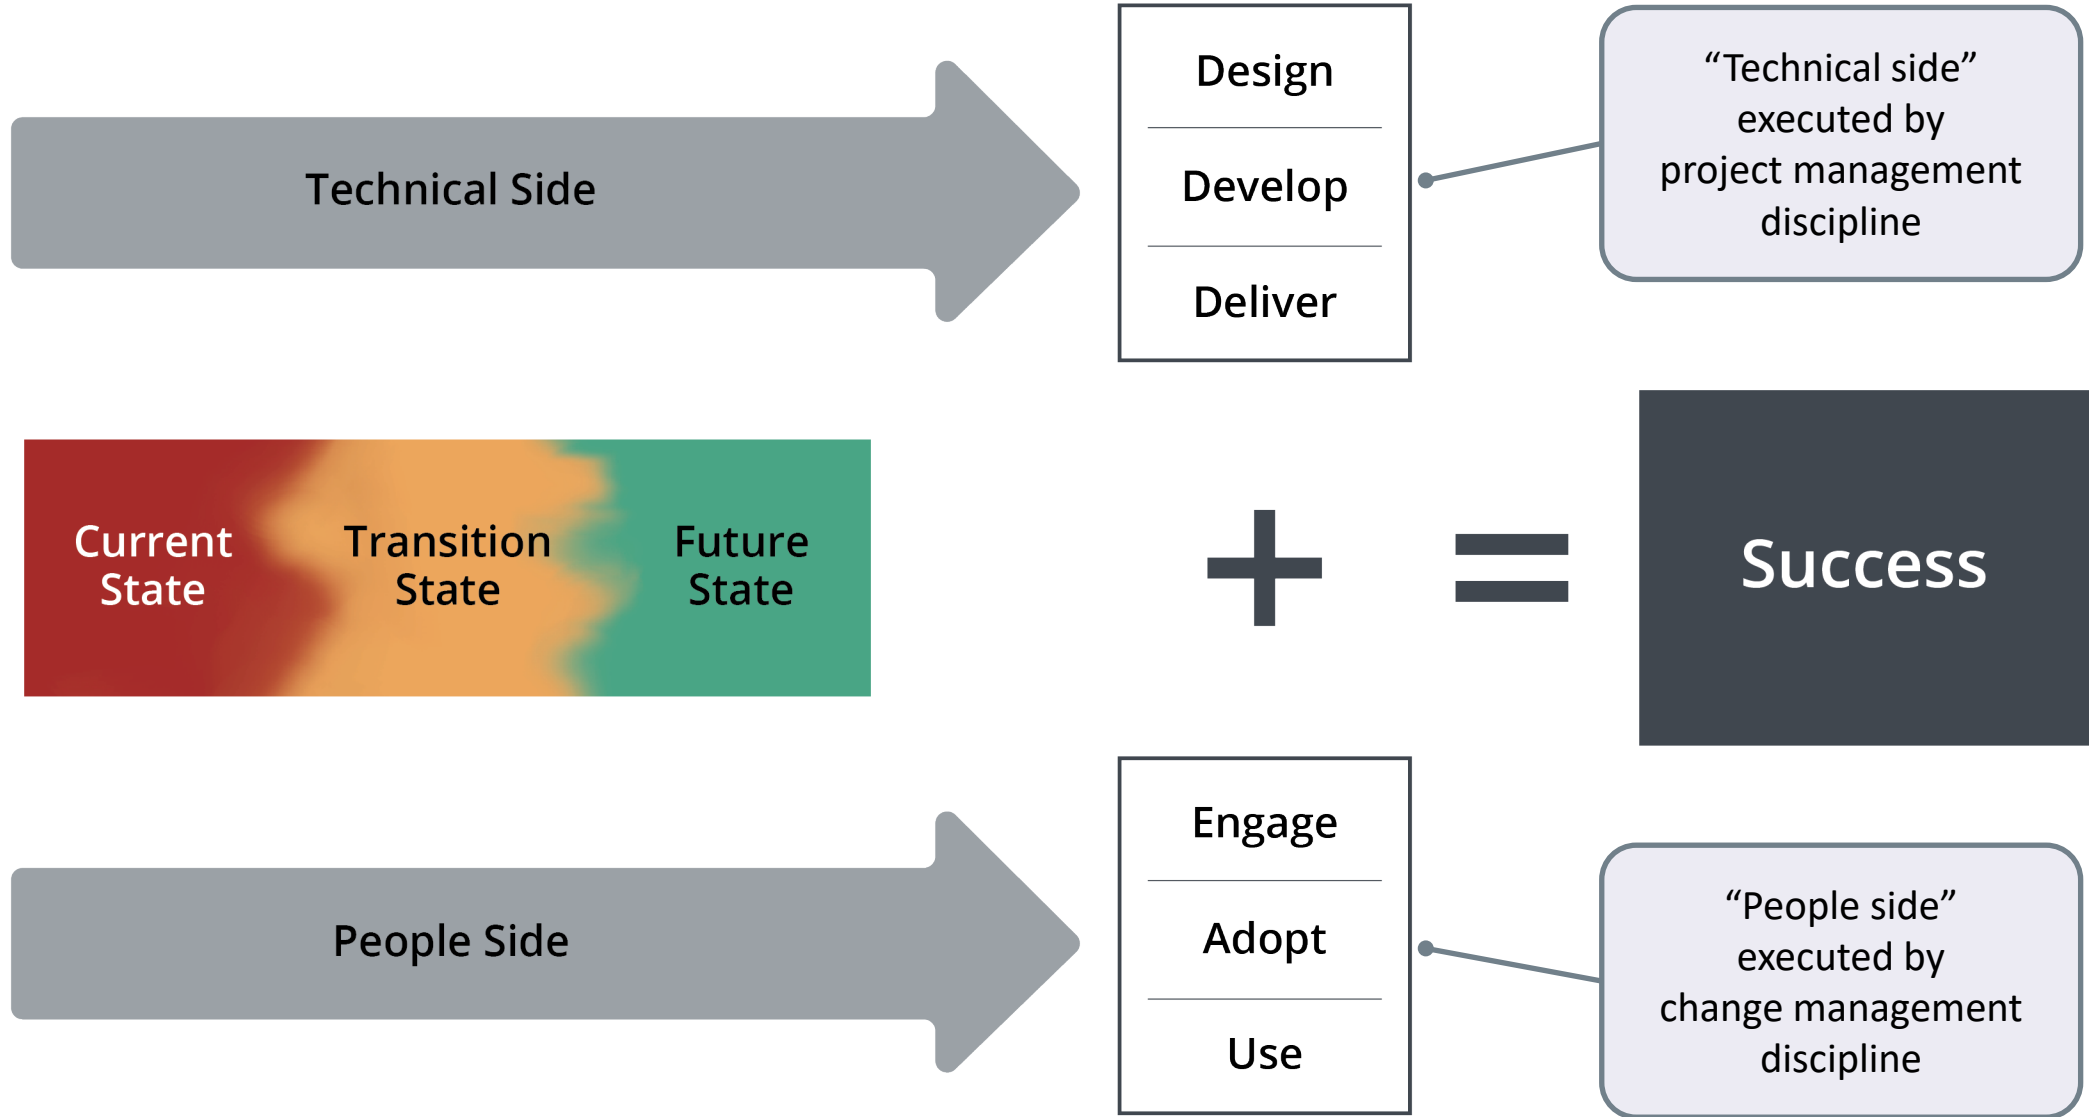 Technical Side
Design
Develop
Deliver
“Technical side”
executed by
project management
discipline
Current
State
Transition
State
Future
State
+
=
Success
People Side
Engage
Adopt
Use
“People side”
executed by
change management
discipline